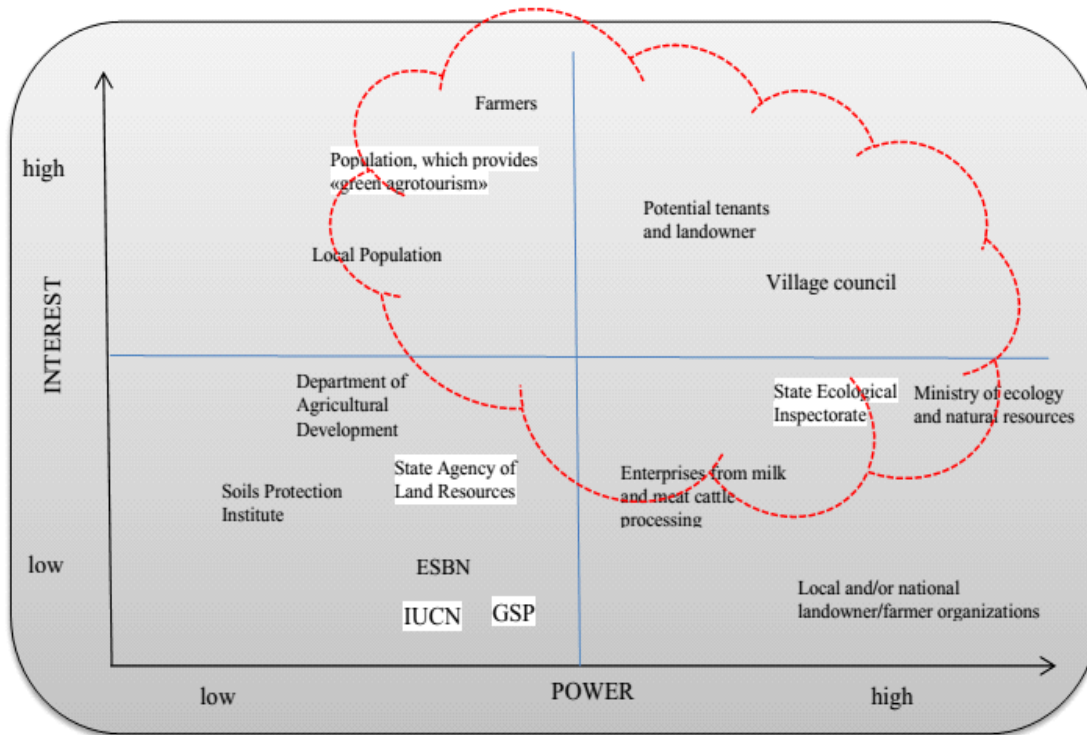 Farmers
high
Population, which provides
«green agrotourism»
Potential tenants
and landowner
Local Population
Village council
INTEREST
Department of
Agricultural
Development
State Ecological
Inspectorate
Ministry of ecology
and natural resources
State Agency of
Land Resources
Enterprises from milk
and meat cattle
processing
Soils Protection
Institute
low
ESBN
Local and/or national
landowner/farmer organizations
IUCN
GSP
low
POWER
high